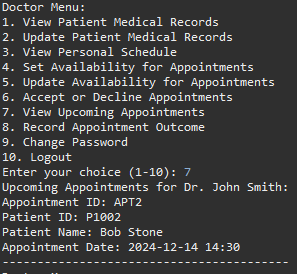 Doctor Menu:
1. View Patient Medical Records
2. Update Patient Medical Records
3. View Personal Schedule
4. Set Availability for Appointments
5. Update Availability for Appointments
6. Accept or Decline Appointments
7. View Upcoming Appointments
8. Record Appointment Outcome
9. Change Password
10. Logout
Enter your choice (1-10): 7
Upcoming Appointments for Dr. John Smith:
Appointment ID: APT2
Patient ID: P1002
Patient Name: Bob Stone
Appointment Date: 2024-12-14 14:30
-----------------------------------------